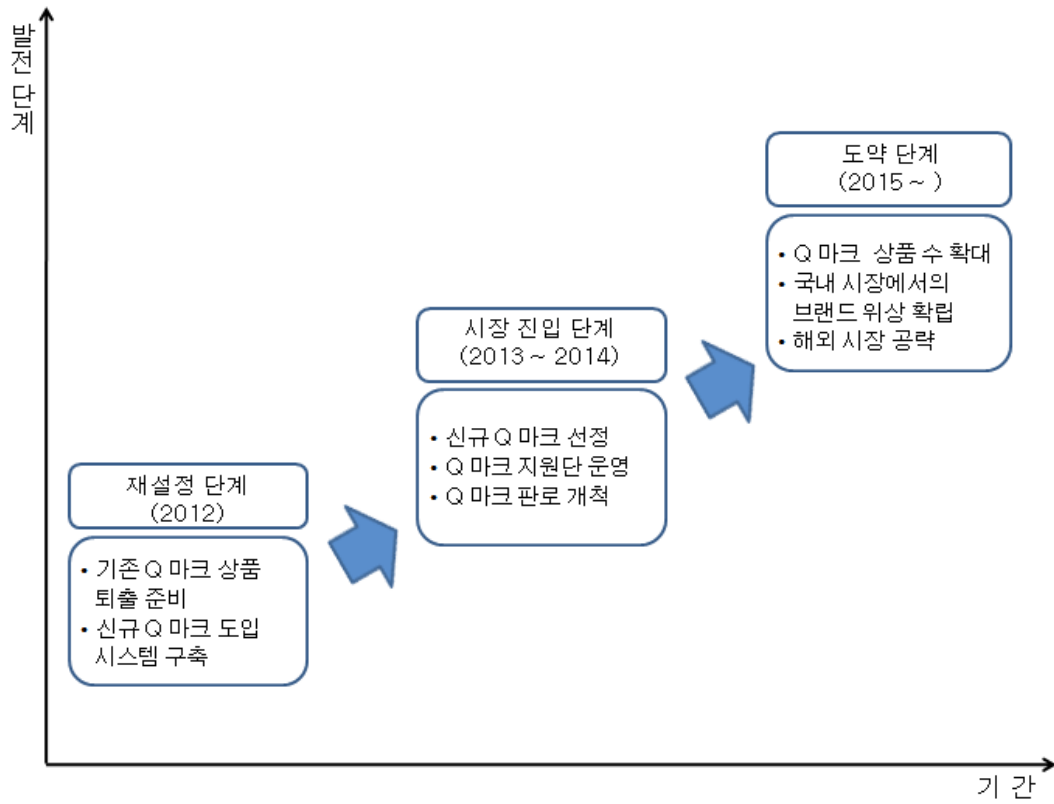 발전 단계
재설정 단계
(2012)
• 기존 Q 마크 상품
퇴출 준비
• 신규 Q 마크 도입
시스템 구축
시장 진입 단계
(2013 ~ 2014)
• 신규 Q 마크 선정
• Q 마크 지원단 운영
• Q 마크 판로 개척
도약 단계
(2015 ~ )
• Q 마크 상품 수 확대
• 국내 시장에서의
브랜드 위상 확립
• 해외 시장 공략
기 간